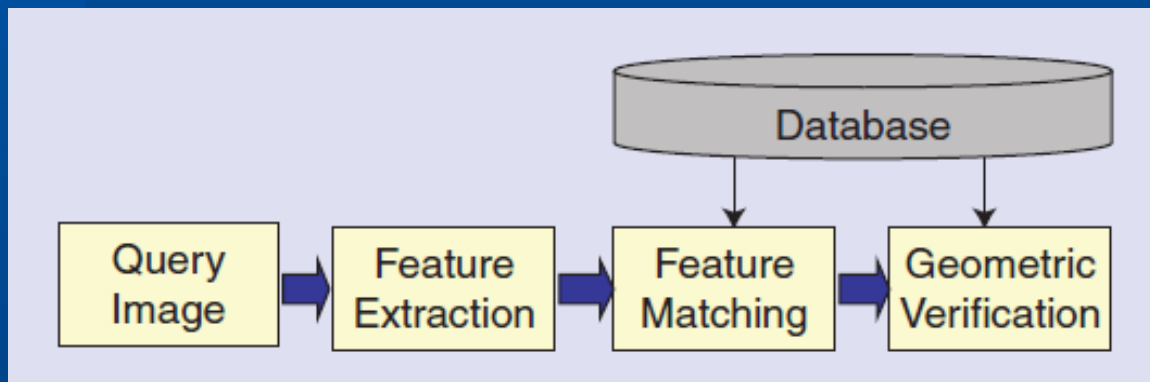 Database
Query
Image
Feature
Extraction
Feature
Matching
Geometric
Verification